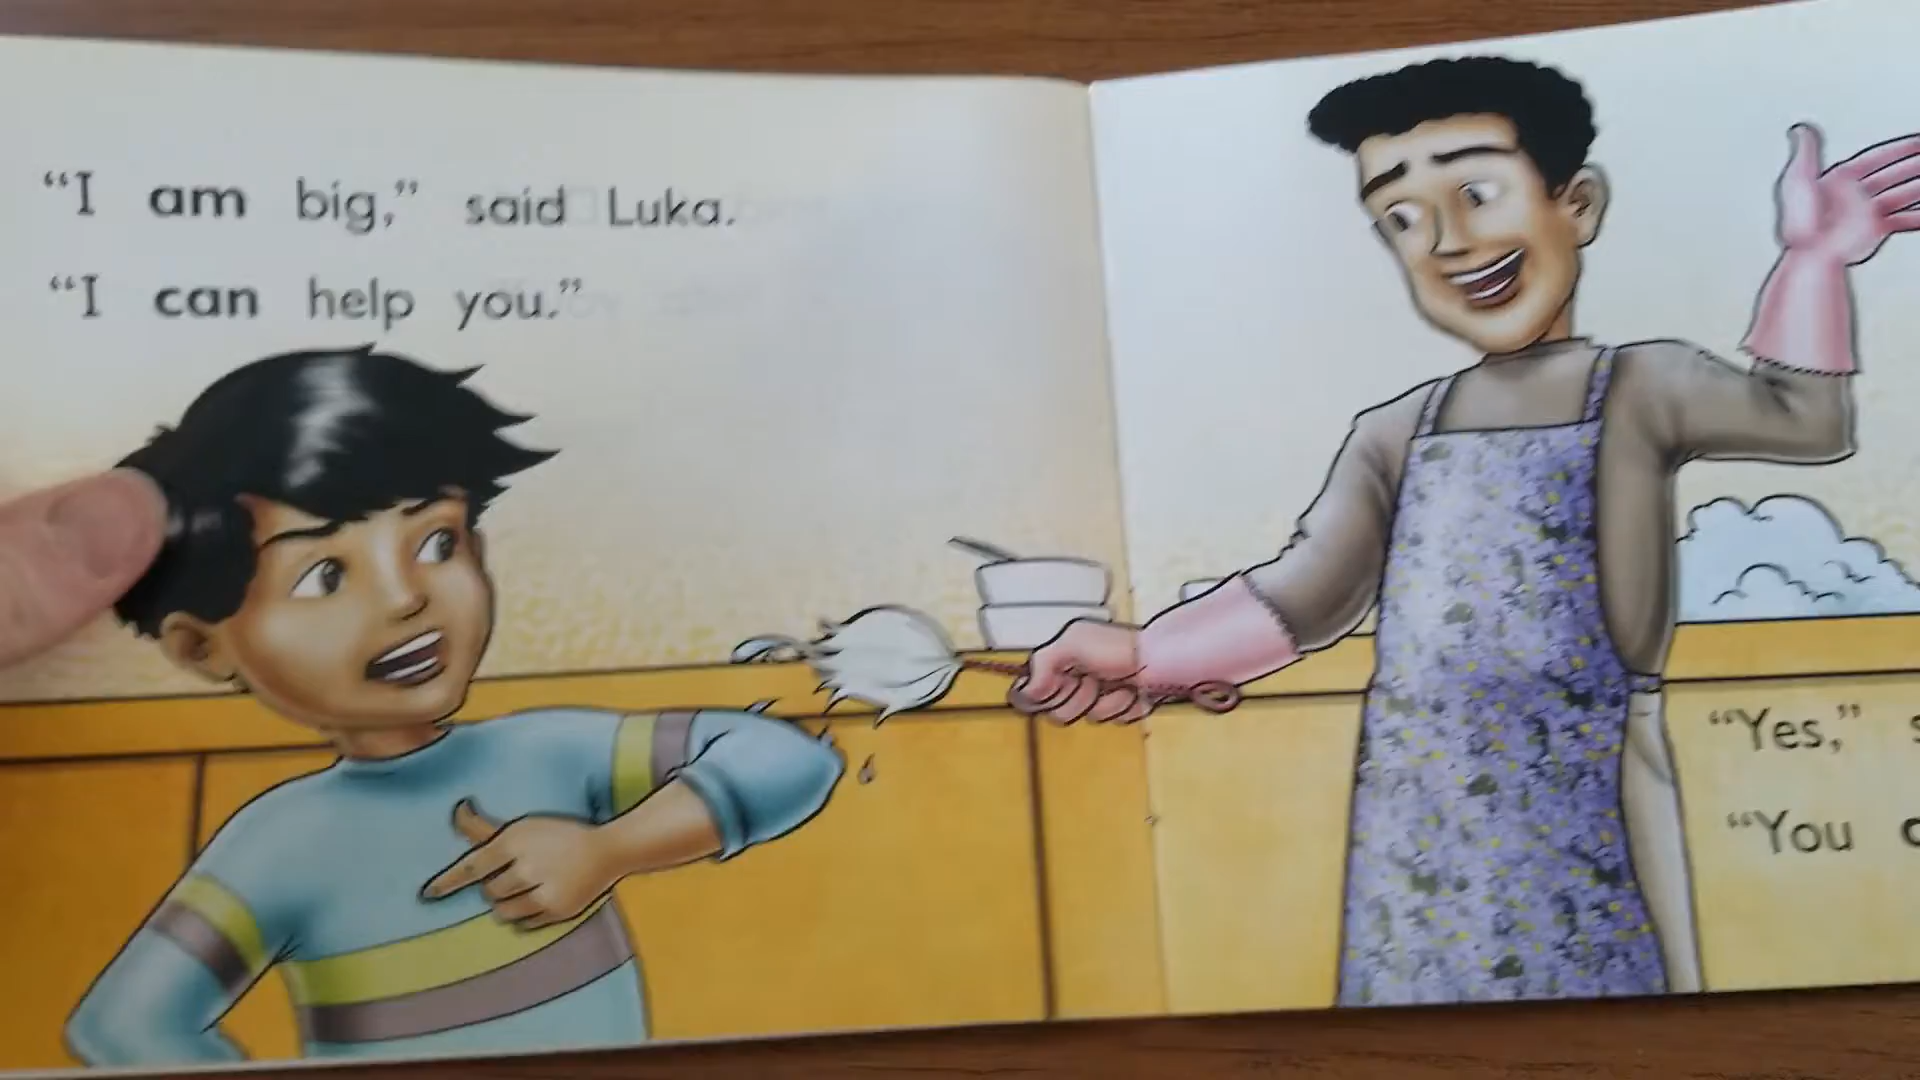 “I am big,” said Luka.
“I can help you.”
“Yes,”
“You